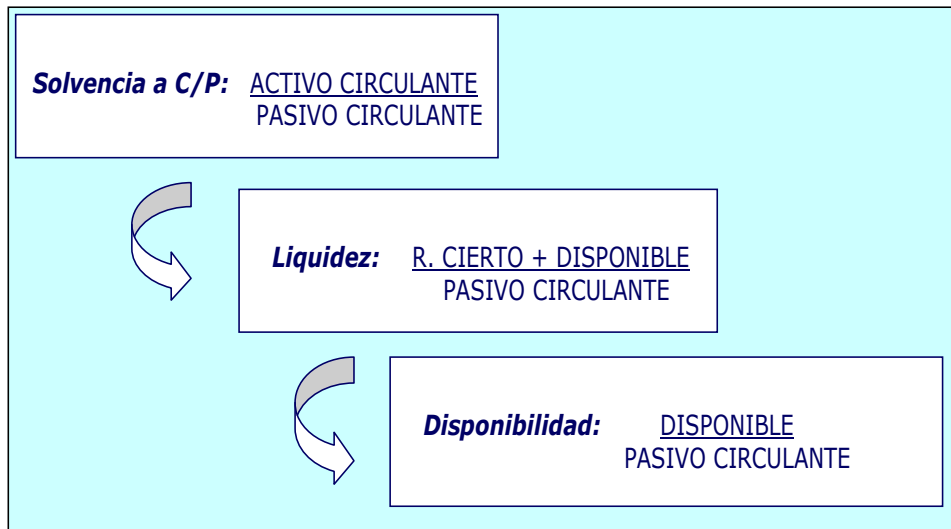 Solvencia a C/P: ACTIVO CIRCULANTE
PASIVO CIRCULANTE
Liquidez: R. CIERTO + DISPONIBLE
PASIVO CIRCULANTE
Disponibilidad: DISPONIBLE
PASIVO CIRCULANTE